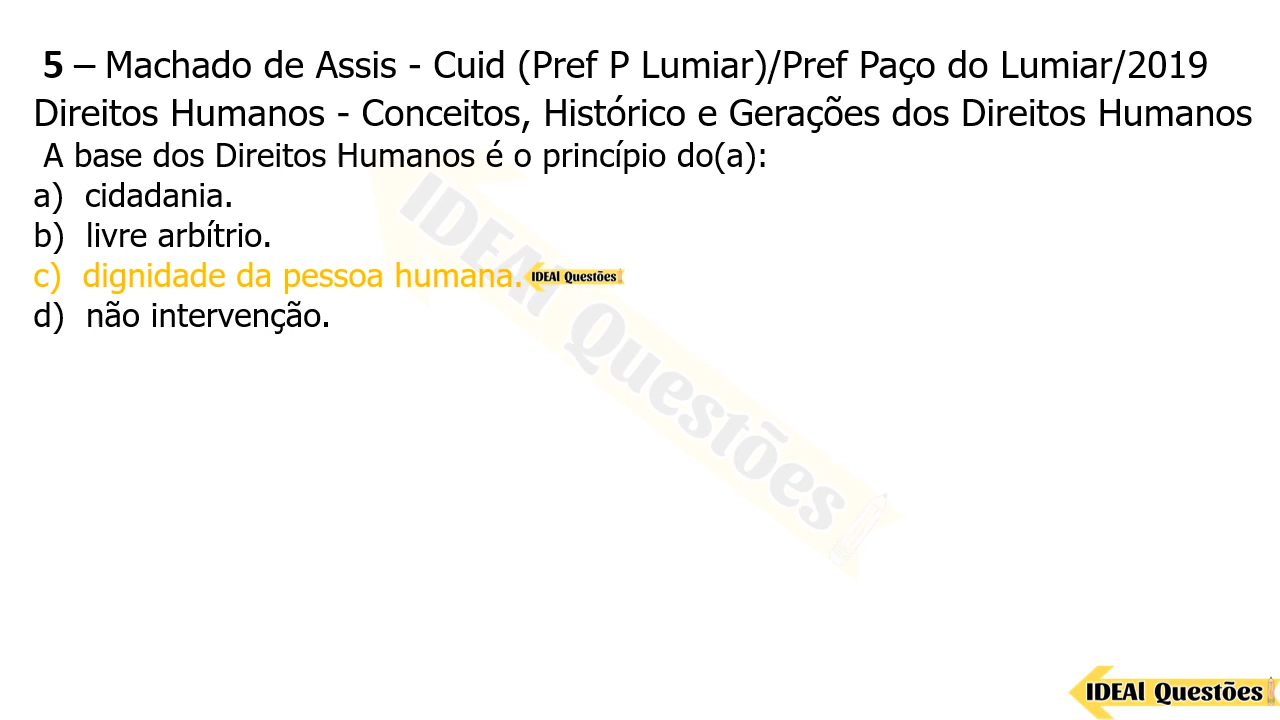 5 – Machado de Assis - Cuid (Pref P Lumiar)/Pref Paço do Lumiar/2019
Direitos Humanos - Conceitos, Histórico e Gerações dos Direitos Humanos
A base dos Direitos Humanos é o princípio do(a):
a) cidadania.
b) livre arbítrio.
c) dignidade da pessoa humana. IDEAl Questões
d) não intervenção.
IDEAl Questões
IDEAl Questões